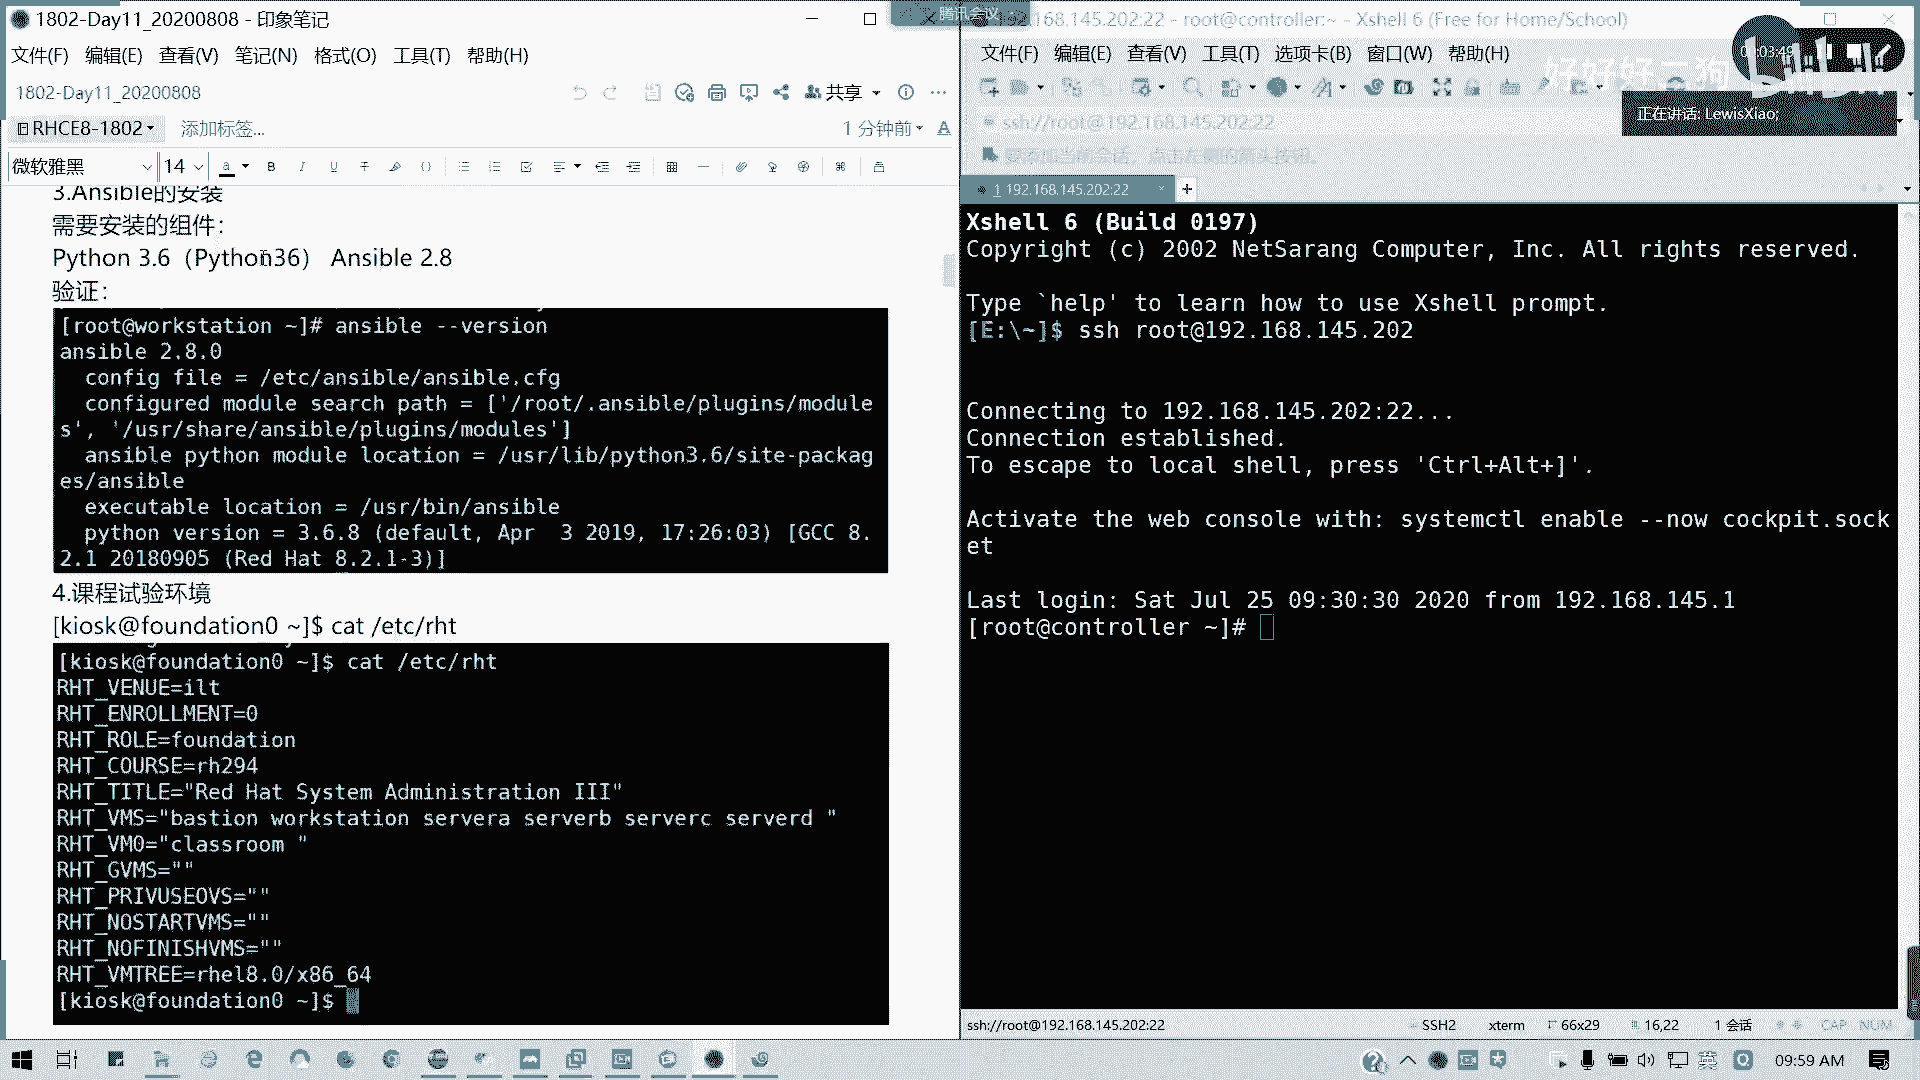 1802-Day11_20200808 - 印象笔记
文件(F) 编辑(E) 查看(V) 笔记(N) 格式(O) 工具(T) 帮助(H)
1802-Day11_20200808
共享
RHCE8-1802
添加标签...
1 分钟前
微软雅黑 14
3.Ansible的安装
需要安装的组件：
Python 3.6（Python36） Ansible 2.8
验证：
[root@workstation ~]# ansible --version
ansible 2.8.0
config file = /etc/ansible/ansible.cfg
configured module search path = ['/root/.ansible/plugins/module
s', '/usr/share/ansible/plugins/modules']
ansible python module location = /usr/lib/python3.6/site-packag
es/ansible
executable location = /usr/bin/ansible
python version = 3.6.8 (default, Apr  3 2019, 17:26:03) [GCC 8.
2.1 20180905 (Red Hat 8.2.1-3)]
4.课程试验环境
[kiosk@foundation0 ~]$ cat /etc/rht
[kiosk@foundation0 ~]$ cat /etc/rht
RHT_VENUE=ilt
RHT_ENROLLMENT=0
RHT_ROLE=foundation
RHT_COURSE=rh294
RHT_TITLE="Red Hat System Administration III"
RHT_VMS="bastion workstation servera serverb serverc serverd "
RHT_VM0="classroom "
RHT_GVMS=""
RHT_PRIVUSEOVS=""
RHT_NOSTARTVMS=""
RHT_NOFINISHVMS=""
RHT_VMTREE=rhel8.0/x86_64
[kiosk@foundation0 ~]$
腾讯会议
192.168.145.202:22 - root@controller:~ - Xshell 6 (Free for Home/School)
文件(F) 编辑(E) 查看(V) 工具(T) 选项卡(B) 窗口(W) 帮助(H)
03:49
好好好二狗
bilibili
正在讲话: LewisXiao;
ssh://root@192.168.145.202:22
要添加当前会话，点击左侧的箭头按钮。
1 192.168.145.202:22
Xshell 6 (Build 0197)
Copyright (c) 2002 NetSarang Computer, Inc. All rights reserved.
Type `help' to learn how to use Xshell prompt.
[E:\~]$ ssh root@192.168.145.202
Connecting to 192.168.145.202:22...
Connection established.
To escape to local shell, press 'Ctrl+Alt+]'.
Activate the web console with: systemctl enable --now cockpit.sock
et
Last login: Sat Jul 25 09:30:30 2020 from 192.168.145.1
[root@controller ~]#
ssh://root@192.168.145.202:22 SSH2 xterm 66x29 16,22 1 会话 CAP NUM
英
09:59 AM